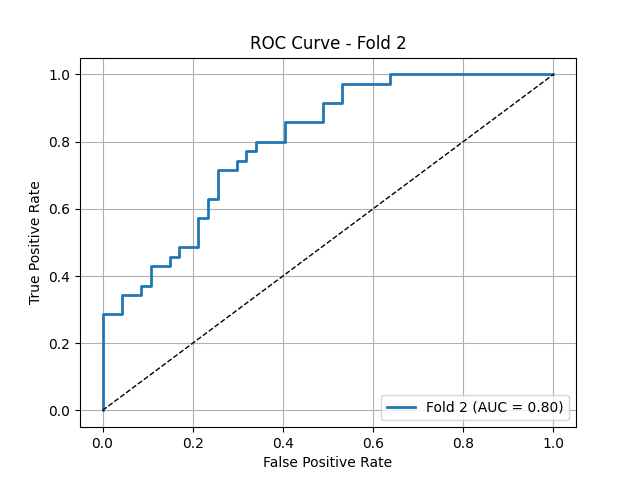 ROC Curve - Fold 2
1.0
0.8
0.6
0.4
0.2
0.0
True Positive Rate
0.0 0.2 0.4 0.6 0.8 1.0
False Positive Rate
Fold 2 (AUC = 0.80)